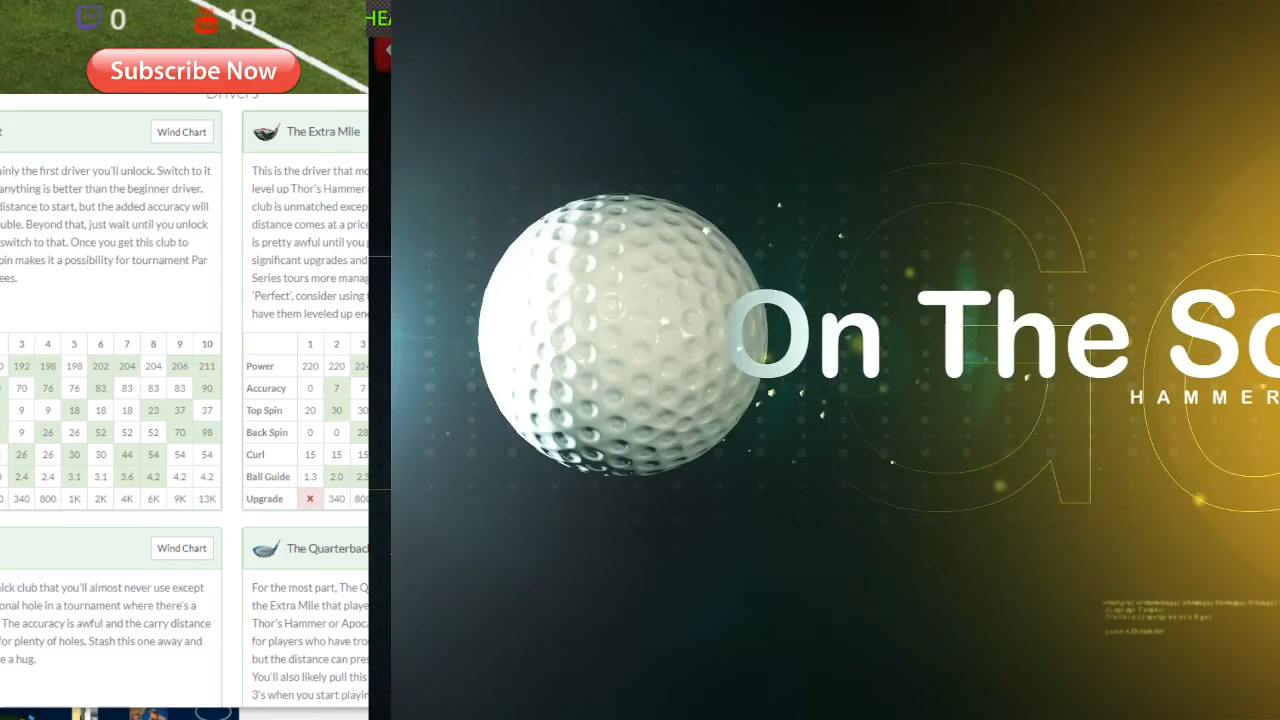 0
19
HEA
Subscribe Now
Drivers
t
Wind Chart
The Extra Mile
ainly the first driver you'll unlock. Switch to it
anything is better than the beginner driver.
distance to start, but the added accuracy will
ouble. Beyond that, just wait until you unlock
switch to that. Once you get this club to
pin makes it a possibility for tournament Par
ees.
This is the driver that mo
level up Thor's Hammer
club is unmatched excep
distance comes at a price
is pretty awful until you g
significant upgrades and
Series tours more manag
'Perfect', consider using t
have them leveled up en
3 4 5 6 7 8 9 10
0 192 198 198 202 204 204 206 211
70 76 76 83 83 83 83 90
9 9 18 18 18 23 37 37
9 26 26 52 52 52 70 98
26 26 30 30 44 54 54 54
2.4 2.4 3.1 3.1 3.6 4.2 4.2 4.2
0 340 800 1K 2K 4K 6K 9K 13K
1 2 3
Power 220 220 224
Accuracy 0 7 7
Top Spin 20 30 30
Back Spin 0 0 28
Curl 15 15 15
Ball Guide 1.3 2.0 2.3
Upgrade × 340 800
Wind Chart
The Quarterback
nick club that you'll almost never use except
onal hole in a tournament where there's a
The accuracy is awful and the carry distance
for plenty of holes. Stash this one away and
e a hug.
For the most part, The Q
the Extra Mile that playe
Thor's Hammer or Apoca
for players who have trou
but the distance can pres
You'll also likely pull this
3's when you start playin
On The Sc
HAMMER